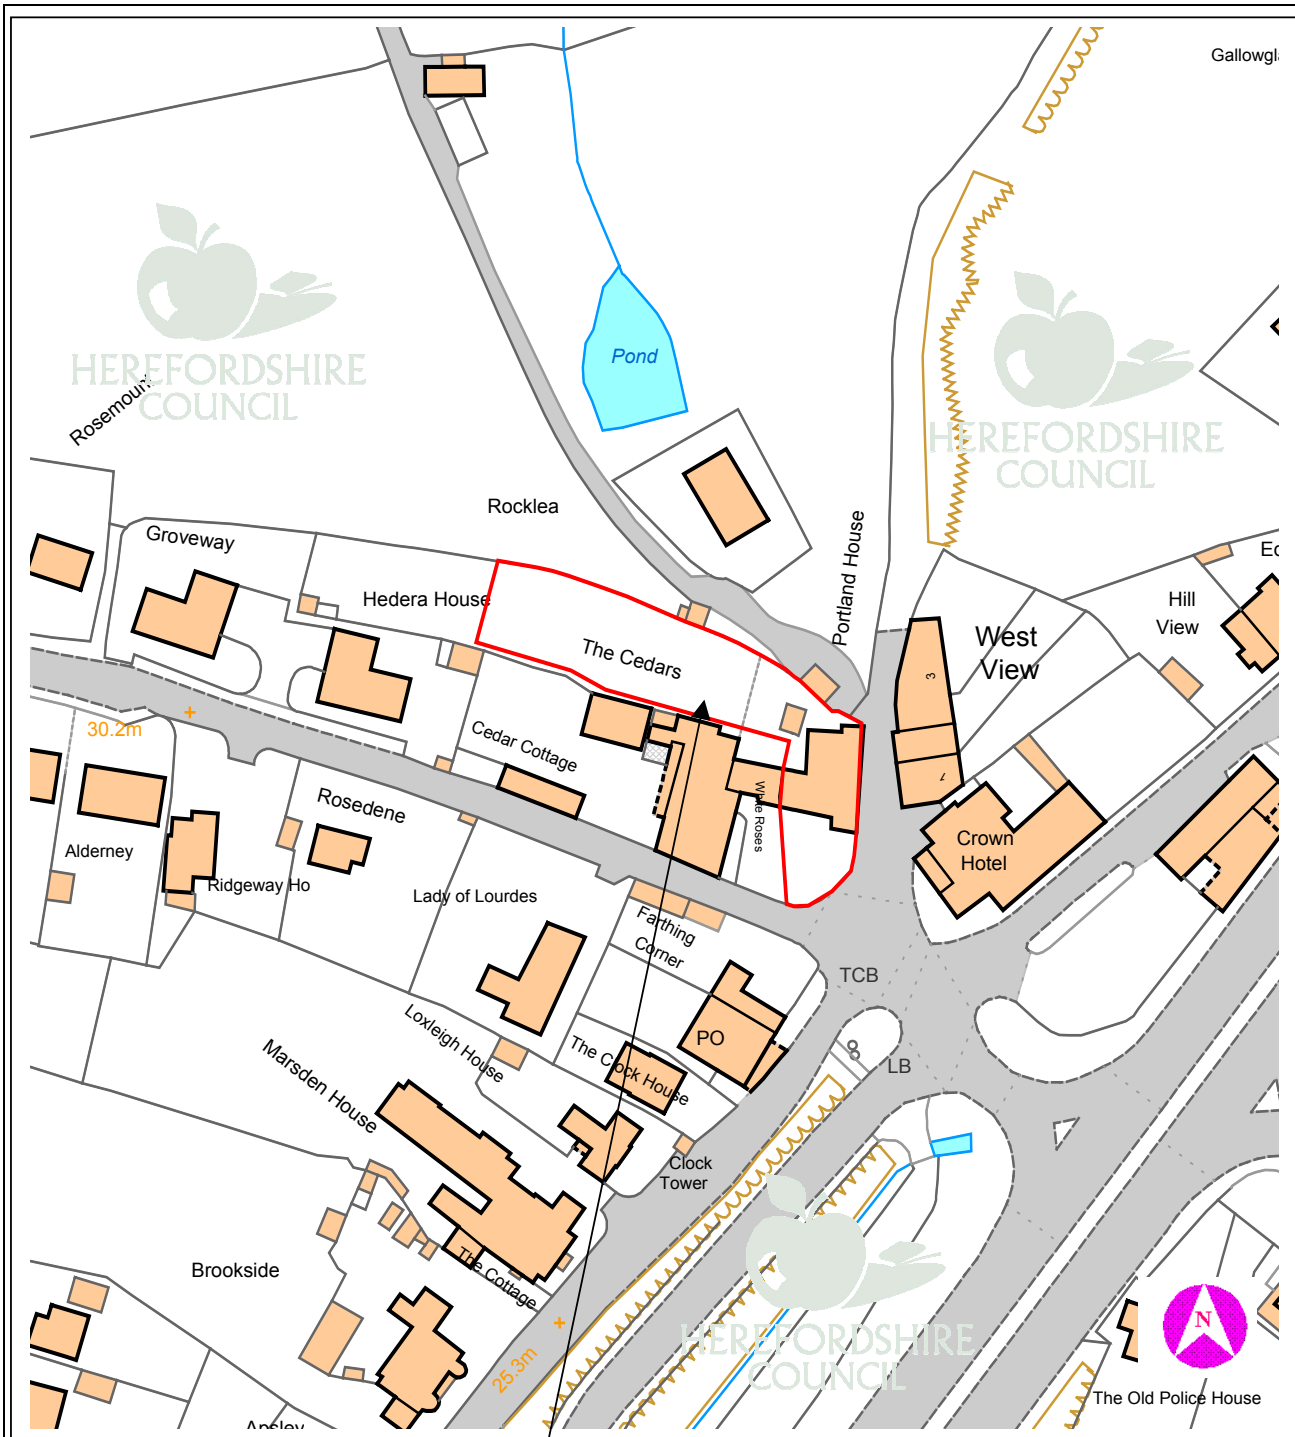 Gallowgl
HEREFORDSHIRE
COUNCIL
HEREFORDSHIRE
COUNCIL
Pond
Rosemount
Rocklea
Groveway
Hedera House
The Cedars
Portland House
West
View
Hill
View
3
1
30.2m
Cedar Cottage
White Roses
Rosedene
Alderney
Ridgeway Ho
Lady of Lourdes
Crown
Hotel
Farthing
Corner
TCB
PO
LB
Loxleigh House
The Clock House
Marsden House
Clock
Tower
The Cottage
Brookside
25.3m
HEREFORDSHIRE
COUNCIL
N
The Old Police House
Apsley